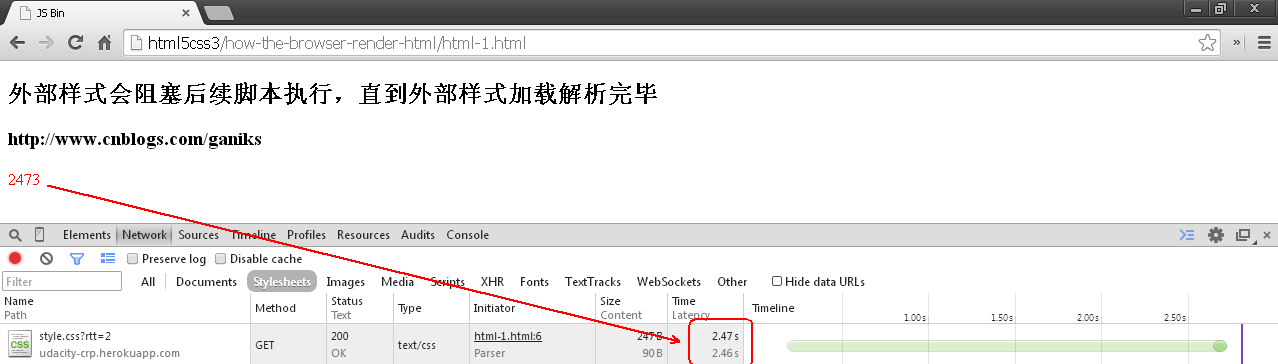 JS Bin
html5css3/how-the-browser-render-html/html-1.html
外部样式会阻塞后续脚本执行，直到外部样式加载解析完毕
http://www.cnblogs.com/ganiks
2473
Elements Network Sources Timeline Profiles Resources Audits Console
Preserve log Disable cache
Filter All Documents Stylesheets Images Media Scripts XHR Fonts TextTracks WebSockets Other Hide data URLs
Name Method Status Type Initiator Size Time Timeline
Path Text Content Latency 1.00 s 1.50 s 2.00 s 2.50 s
style.css?rtt=2 GET 200 text/css html-1.html:6 247 B 2.47 s
CSS udacity-crp.herokuapp.com OK Parser 90 B 2.46 s